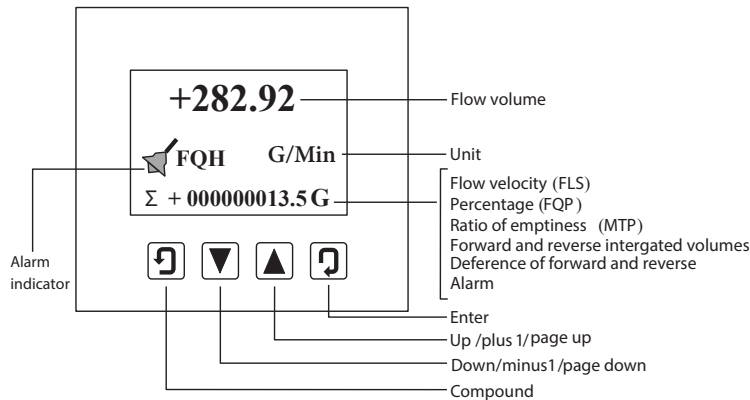 +282.92
Flow volume
FQH G/Min
Unit
Σ + 000000013.5 G
Flow velocity (FLS)
Percentage (FQP)
Ratio of emptiness (MTP)
Forward and reverse intergated volumes
Deference of forward and reverse
Alarm
Alarm
indicator
Enter
Up /plus 1/page up
Down/minus1/page down
Compound